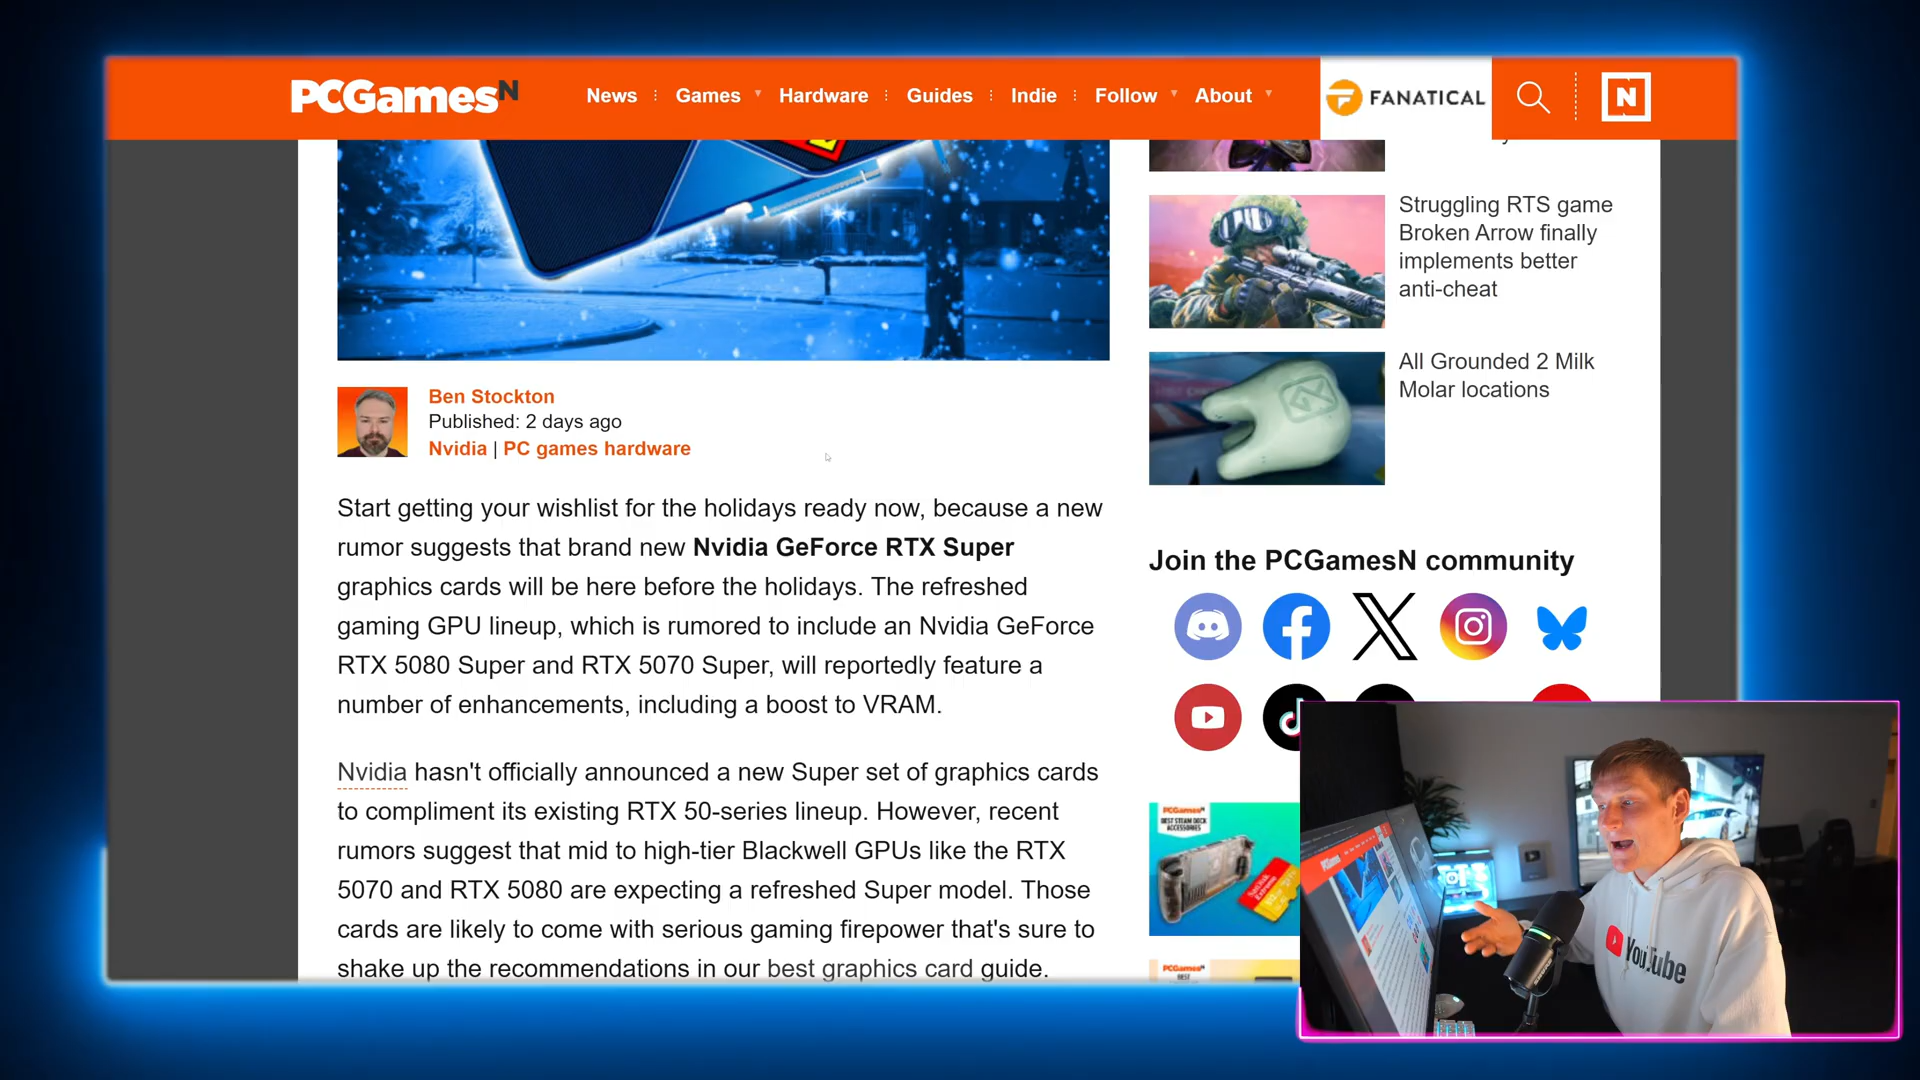 PCGamesN
News
Games
Hardware
Guides
Indie
Follow
About
FANATICAL
N
Struggling RTS game
Broken Arrow finally
implements better
anti-cheat
All Grounded 2 Milk
Molar locations
Ben Stockton
Published: 2 days ago
Nvidia | PC games hardware
Start getting your wishlist for the holidays ready now, because a new
rumor suggests that brand new Nvidia GeForce RTX Super
graphics cards will be here before the holidays. The refreshed
gaming GPU lineup, which is rumored to include an Nvidia GeForce
RTX 5080 Super and RTX 5070 Super, will reportedly feature a
number of enhancements, including a boost to VRAM.
Nvidia hasn't officially announced a new Super set of graphics cards
to compliment its existing RTX 50-series lineup. However, recent
rumors suggest that mid to high-tier Blackwell GPUs like the RTX
5070 and RTX 5080 are expecting a refreshed Super model. Those
cards are likely to come with serious gaming firepower that's sure to
shake up the recommendations in our best graphics card guide.
Join the PCGamesN community
PCGamesN
BEST STEAM DECK
ACCESSORIES
PCGamesN
BEST
YouTube